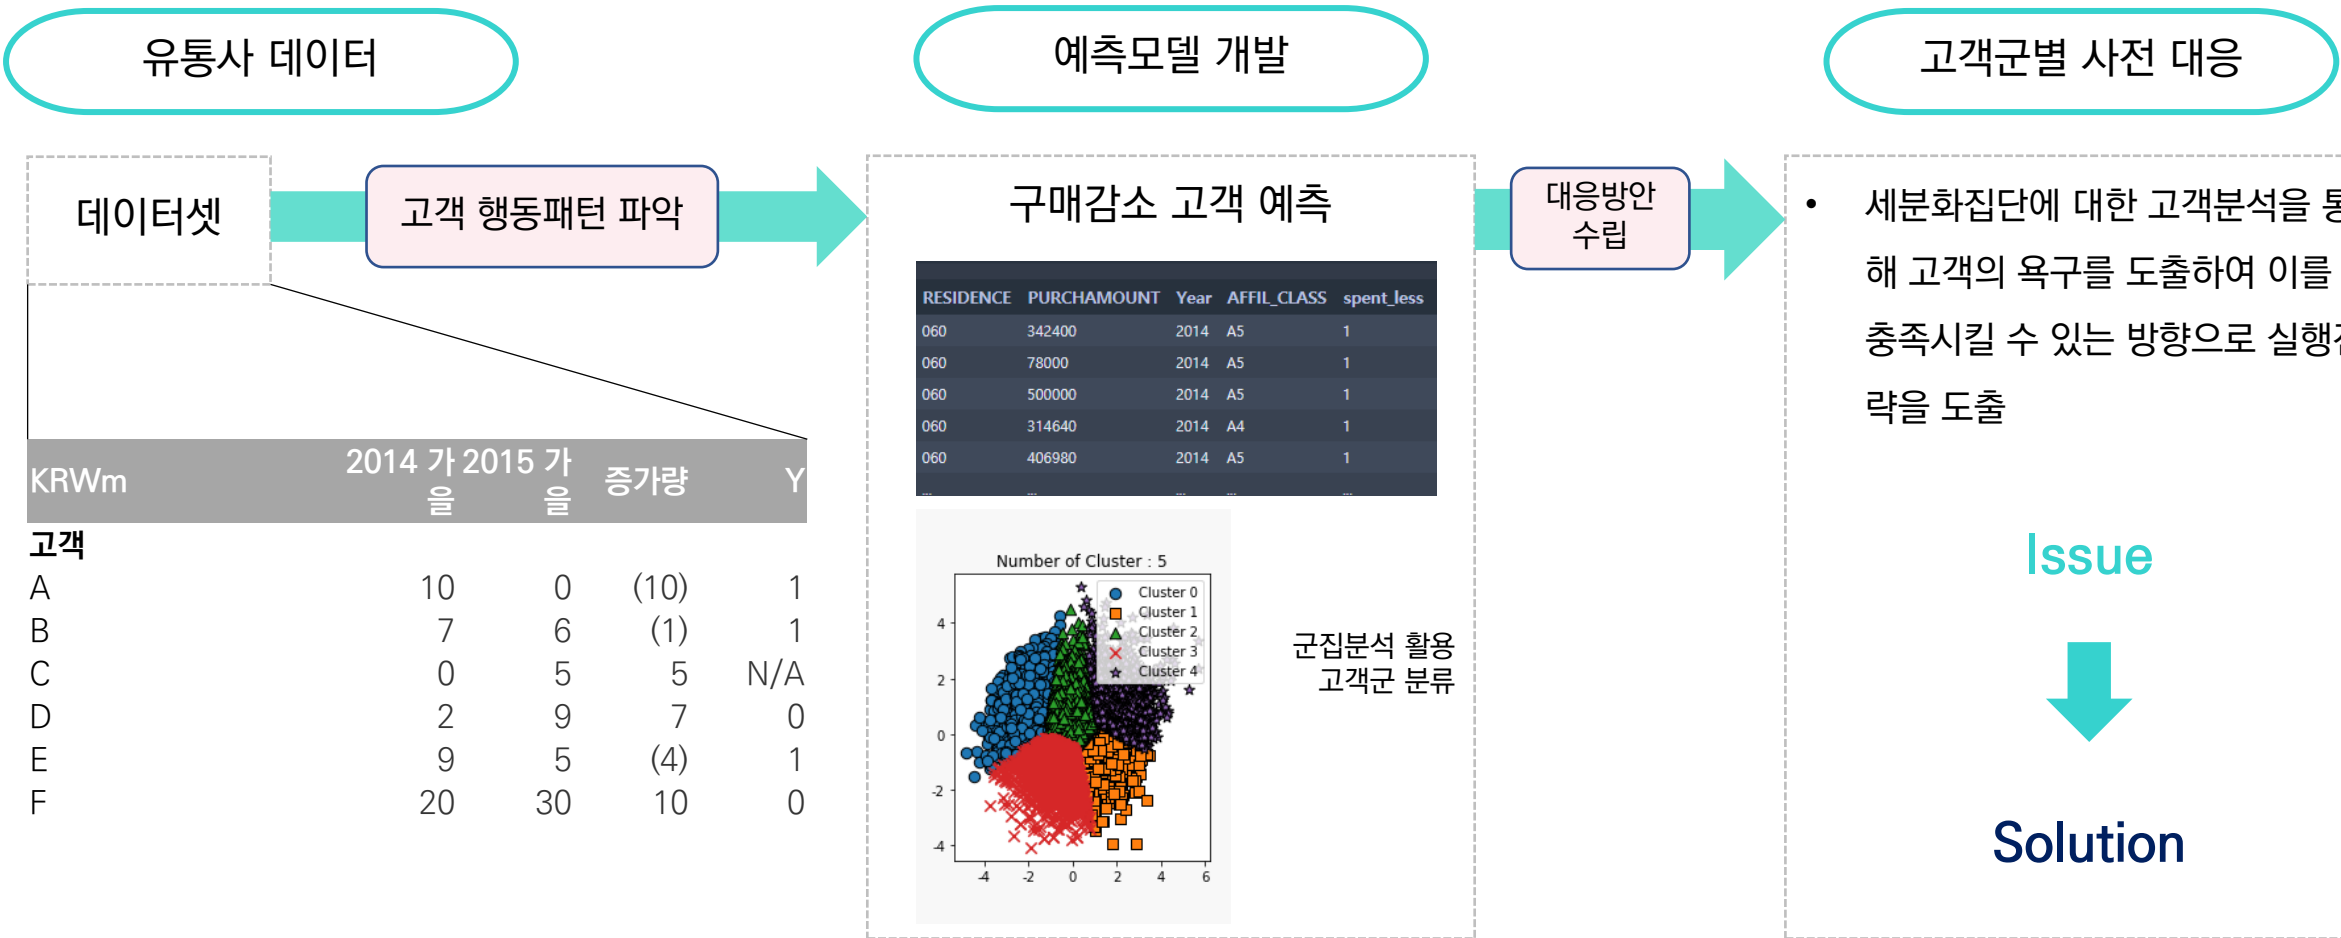 유통사 데이터
예측모델 개발
고객군별 사전 대응
데이터셋
고객 행동패턴 파악
KRWm 2014 가을 2015 가을 증가량 Y
고객
A 10 0 (10) 1
B 7 6 (1) 1
C 0 5 5 N/A
D 2 9 7 0
E 9 5 (4) 1
F 20 30 10 0
구매감소 고객 예측
RESIDENCE PURCHAMOUNT Year AFFIL_CLASS spent_less
060 342400 2014 A5 1
060 78000 2014 A5 1
060 500000 2014 A5 1
060 314640 2014 A4 1
060 406980 2014 A5 1
... ... ... ... ...
Number of Cluster : 5
Cluster 0
Cluster 1
Cluster 2
Cluster 3
Cluster 4
4
2
0
-2
-4
-4 -2 0 2 4 6
군집분석 활용
고객군 분류
대응방안
수립
• 세분화집단에 대한 고객분석을 통
해 고객의 욕구를 도출하여 이를
충족시킬 수 있는 방향으로 실행
략을 도출
Issue
Solution